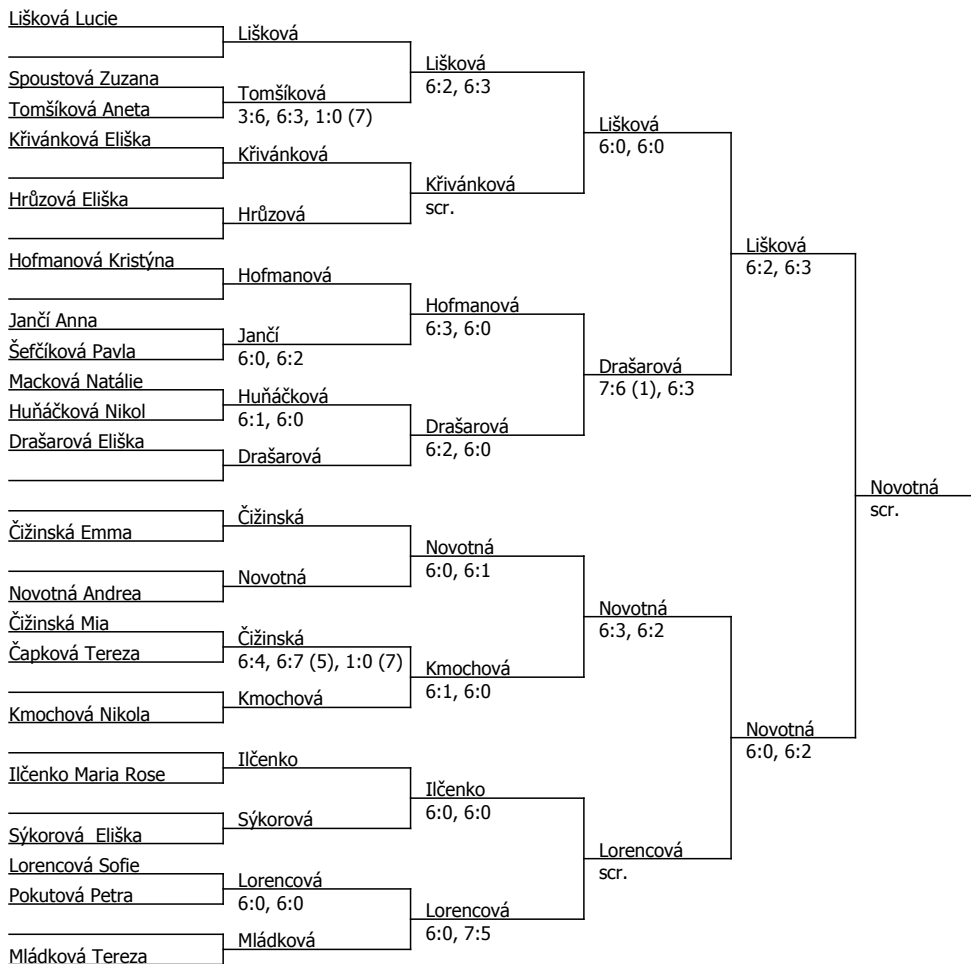 Lišková Lucie
Spoustová Zuzana
Tomšíková Aneta
Křivánková Eliška
Hrůzová Eliška
Hofmanová Kristýna
Jančí Anna
Šefčíková Pavla
Macková Natálie
Huňáčková Nikol
Drašarová Eliška
Čižinská Emma
Novotná Andrea
Čižinská Mia
Čapková Tereza
Kmochová Nikola
Ilčenko Maria Rose
Sýkorová Eliška
Lorencová Sofie
Pokutová Petra
Mládková Tereza
Lišková
Tomšíková
3:6, 6:3, 1:0 (7)
Křivánková
Hrůzová
Hofmanová
Jančí
6:0, 6:2
Huňáčková
6:1, 6:0
Drašarová
Čižinská
Novotná
Čižinská
6:4, 6:7 (5), 1:0 (7)
Kmochová
Ilčenko
Sýkorová
Lorencová
6:0, 6:0
Mládková
Lišková
6:2, 6:3
Křivánková
scr.
Hofmanová
6:3, 6:0
Drašarová
6:2, 6:0
Novotná
6:0, 6:1
Kmochová
6:1, 6:0
Ilčenko
6:0, 6:0
Lorencová
6:0, 7:5
Lišková
6:0, 6:0
Drašarová
7:6 (1), 6:3
Novotná
6:3, 6:2
Lorencová
scr.
Lišková
6:2, 6:3
Novotná
6:0, 6:2
Novotná
scr.